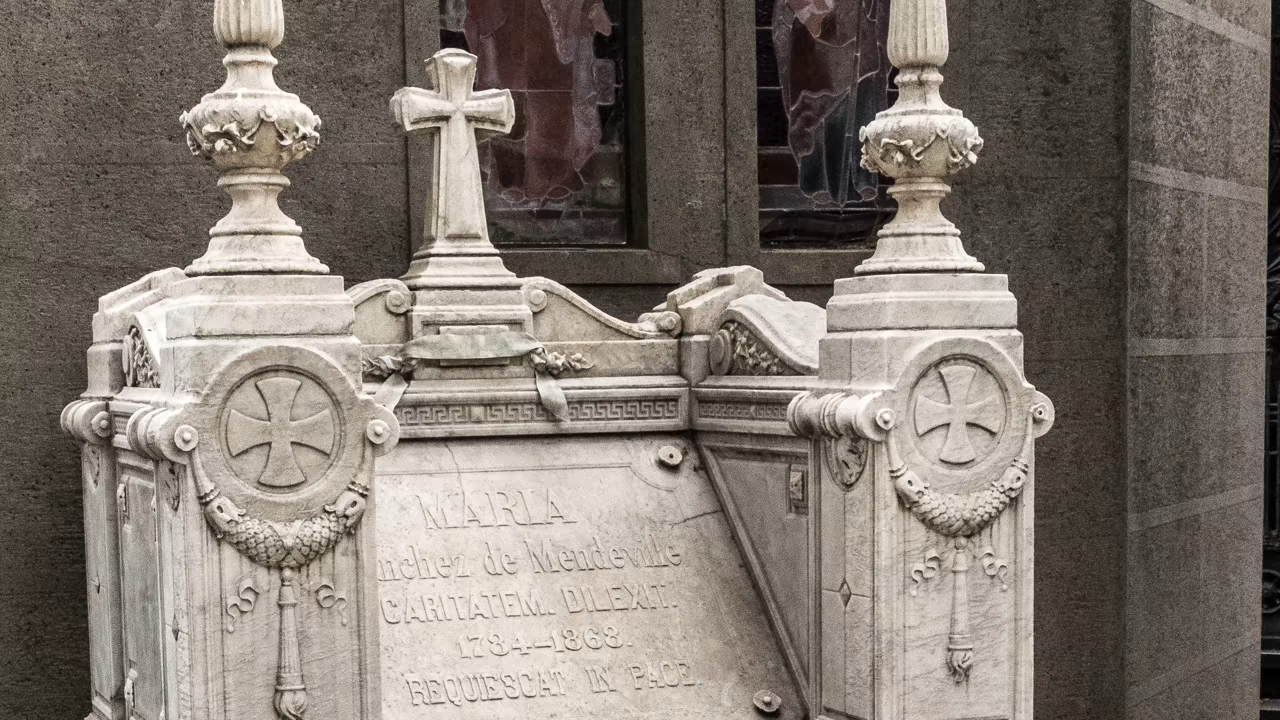 MARIA
nchez de Mendeville
CARITATEM. DILEXIT.
1784–1868.
REQUIESCAT IN PACE.